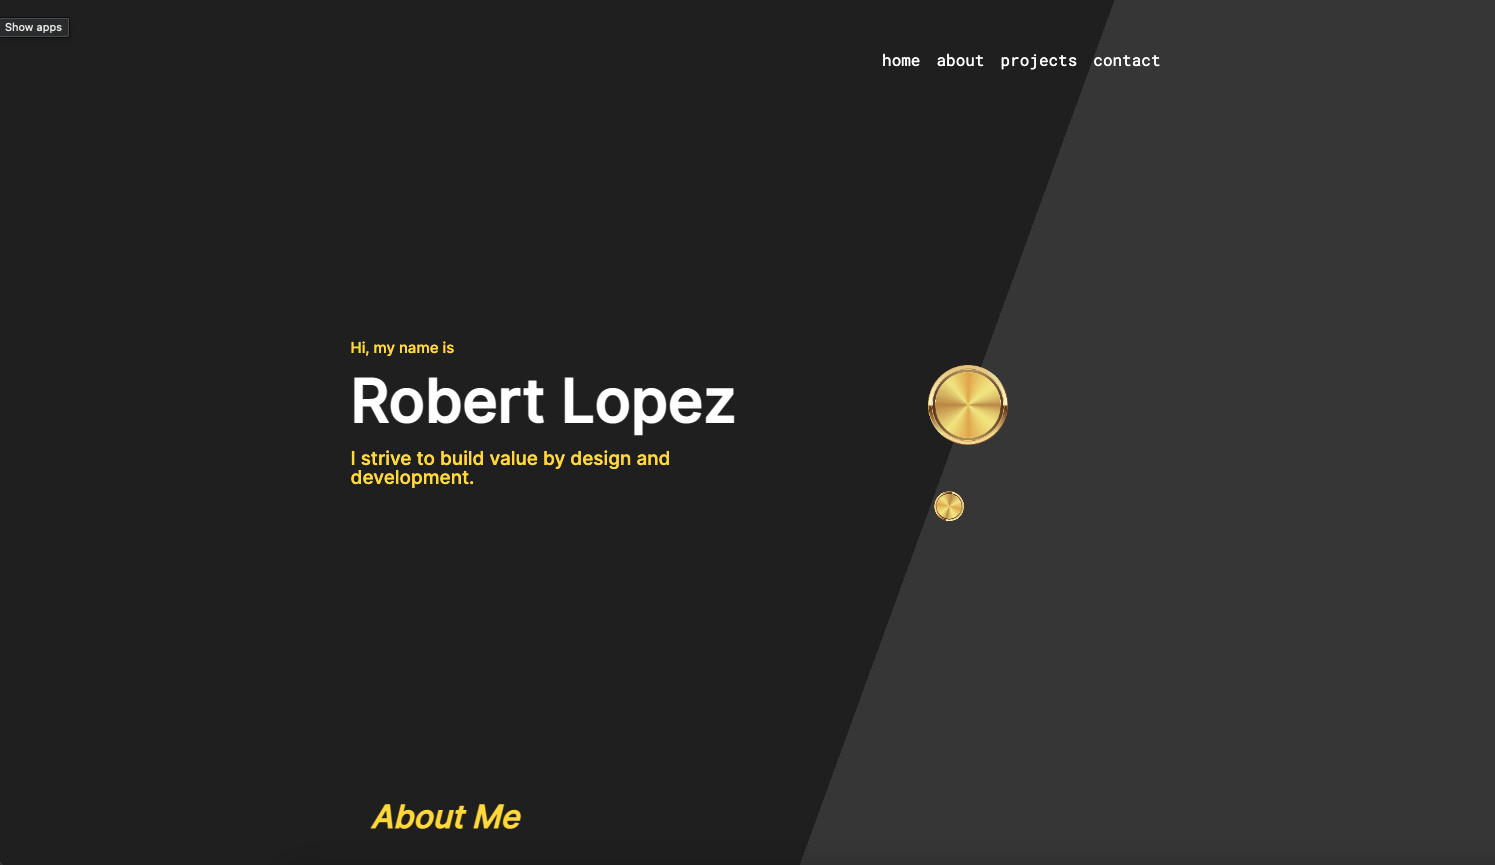 Show apps
home about projects contact
Hi, my name is
Robert Lopez
I strive to build value by design and
development.
About Me